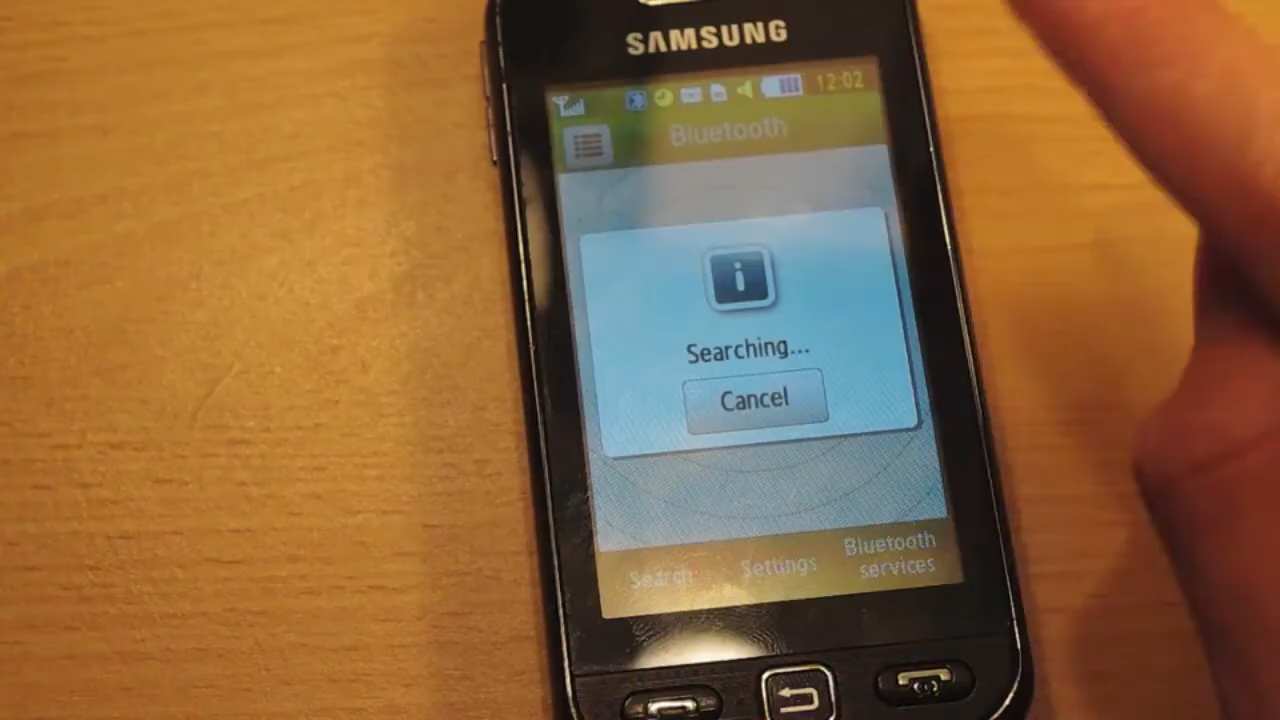 SAMSUNG
12:02
Bluetooth
Searching...
Cancel
Search
Settings
Bluetooth
services